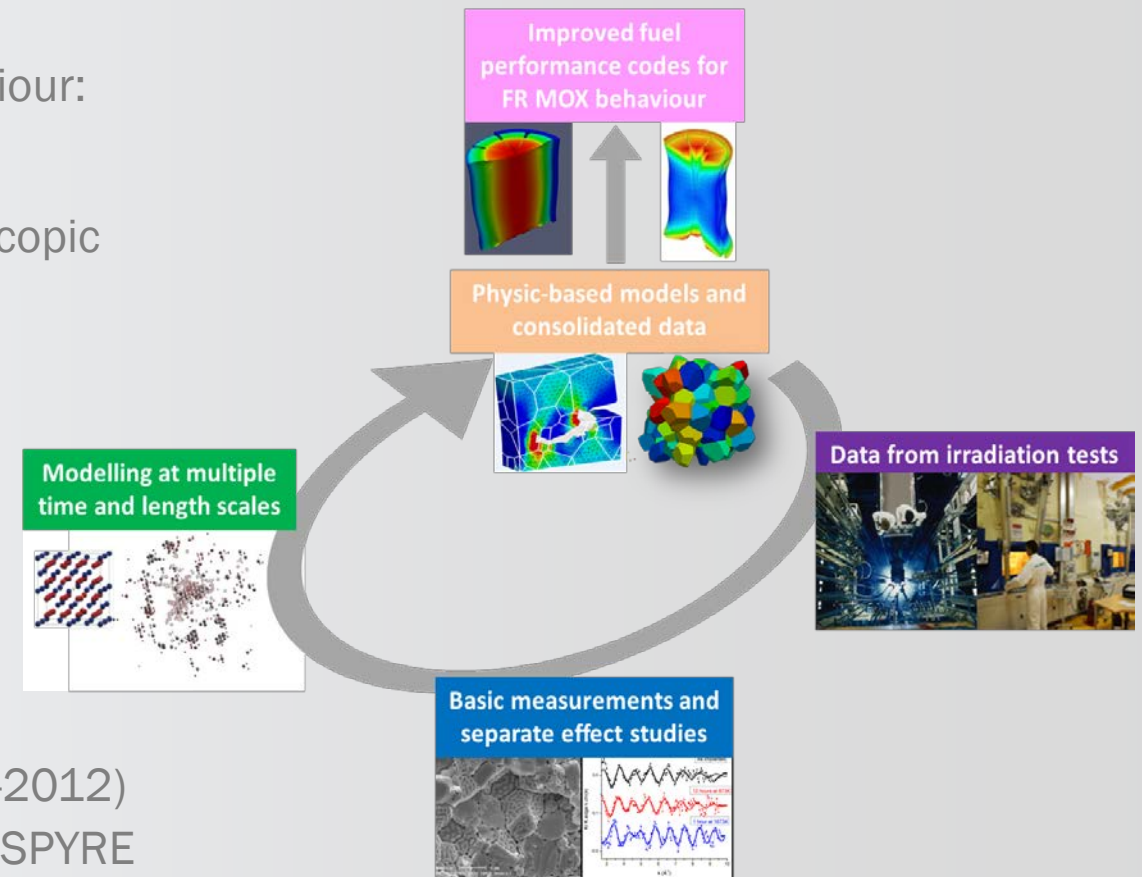 iour:
copic
-2012)
SPYRE
Improved fuel
performance codes for
FR MOX behaviour
Physic-based models and
consolidated data
Modelling at multiple
time and length scales
Data from irradiation tests
Basic measurements and
separate effect studies